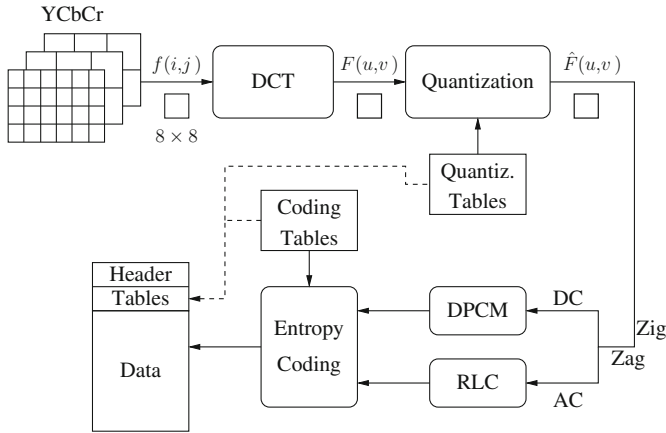 YCbCr
f(i,j)
DCT
F(u,v)
Quantization
F̂(u,v)
8 × 8
Quantiz.
Tables
Coding
Tables
Header
Tables
Data
Entropy
Coding
DPCM
DC
Zig
Zag
RLC
AC